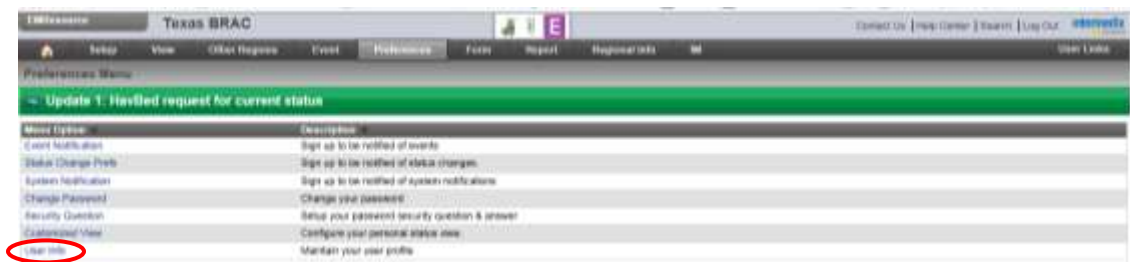 EMResource Texas BRAC Contact Us | Help Center | Search | Log Out intermedix
Setup View Other Regions Event Preferences Form Report Regional Info User Links
Preferences Menu
Update 1: HavBed request for current status
Menu Option Description
Event Notification Sign up to be notified of events
Status Change Prefs Sign up to be notified of status changes.
System Notification Sign up to be notified of system notifications
Change Password Change your password
Security Question Setup your password security question & answer
Customized View Configure your personal status view.
User Info Maintain your user profile